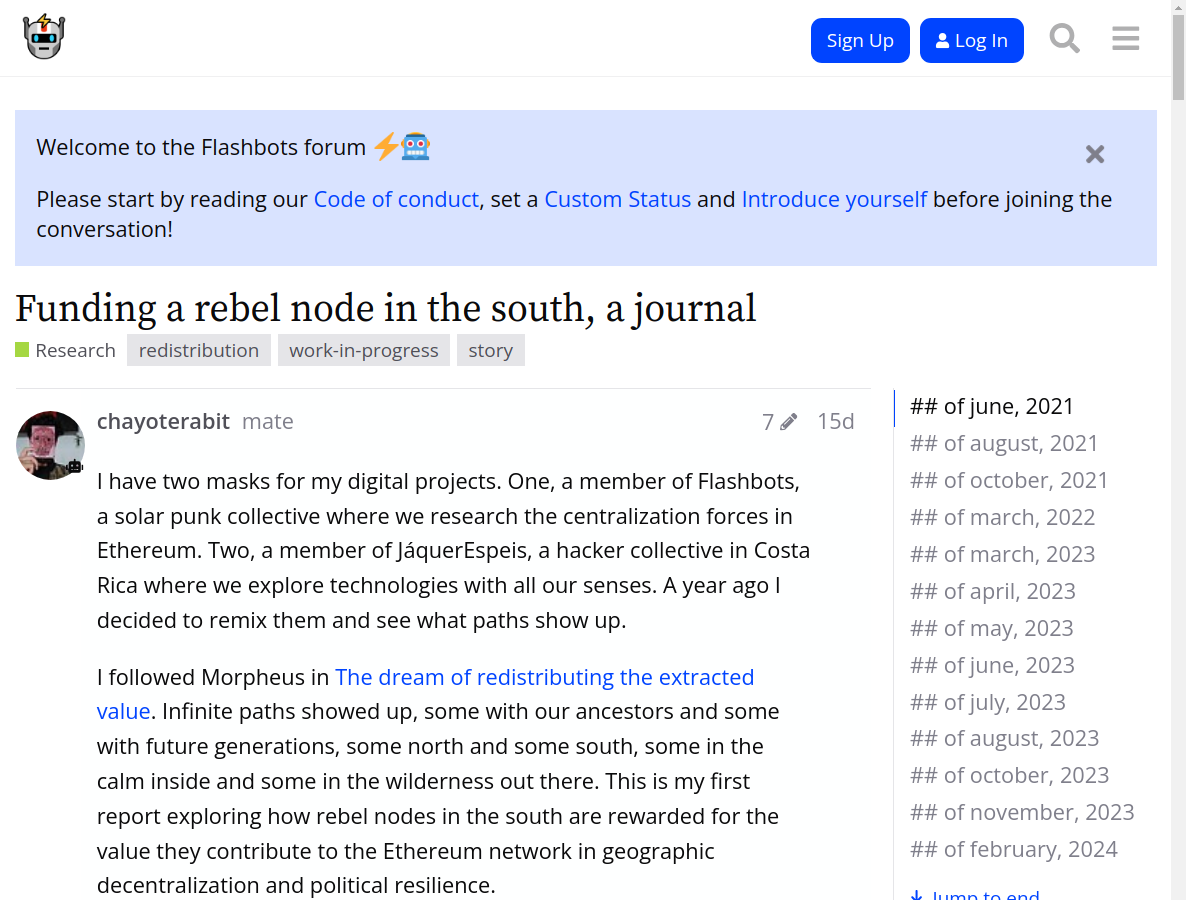 Sign Up
Log In
Welcome to the Flashbots forum
Please start by reading our Code of conduct, set a Custom Status and Introduce yourself before joining the
conversation!
Funding a rebel node in the south, a journal
Research
redistribution
work-in-progress
story
chayoterabit mate
7
15d
I have two masks for my digital projects. One, a member of Flashbots,
a solar punk collective where we research the centralization forces in
Ethereum. Two, a member of JáquerEspeis, a hacker collective in Costa
Rica where we explore technologies with all our senses. A year ago I
decided to remix them and see what paths show up.
I followed Morpheus in The dream of redistributing the extracted
value. Infinite paths showed up, some with our ancestors and some
with future generations, some north and some south, some in the
calm inside and some in the wilderness out there. This is my first
report exploring how rebel nodes in the south are rewarded for the
value they contribute to the Ethereum network in geographic
decentralization and political resilience.
## of june, 2021
## of august, 2021
## of october, 2021
## of march, 2022
## of march, 2023
## of april, 2023
## of may, 2023
## of june, 2023
## of july, 2023
## of august, 2023
## of october, 2023
## of november, 2023
## of february, 2024
Jump to end